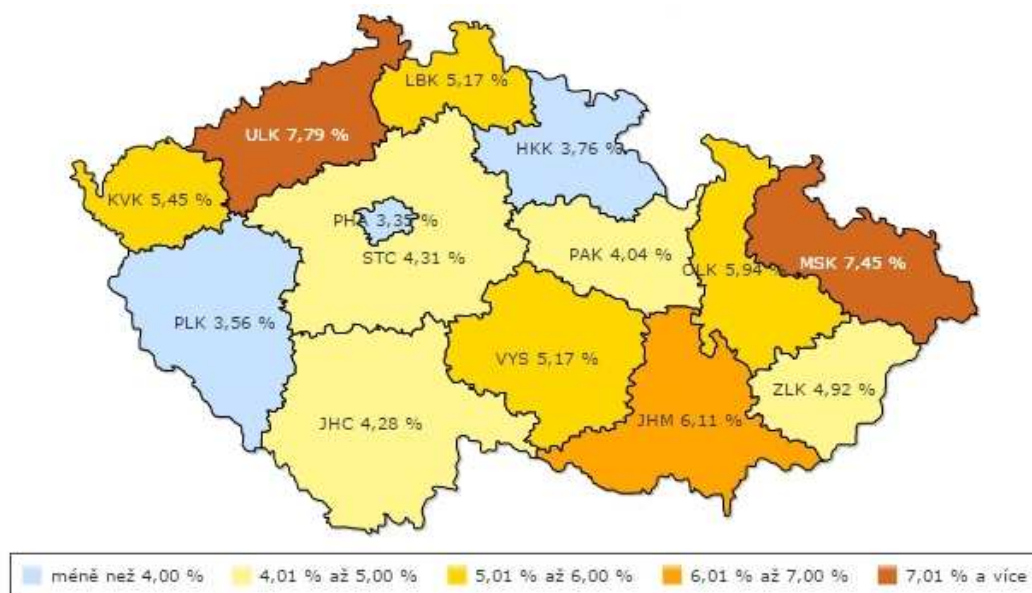 LBK 5,17 %
ULK 7,79 %
HKK 3,76 %
KVK 5,45 %
PHA 3,35 %
STC 4,31 %
PAK 4,04 %
OLK 5,94 %
MSK 7,45 %
PLK 3,56 %
VYS 5,17 %
ZLK 4,92 %
JHC 4,28 %
JHM 6,11 %
méně než 4,00 % 4,01 % až 5,00 % 5,01 % až 6,00 % 6,01 % až 7,00 % 7,01 % a více